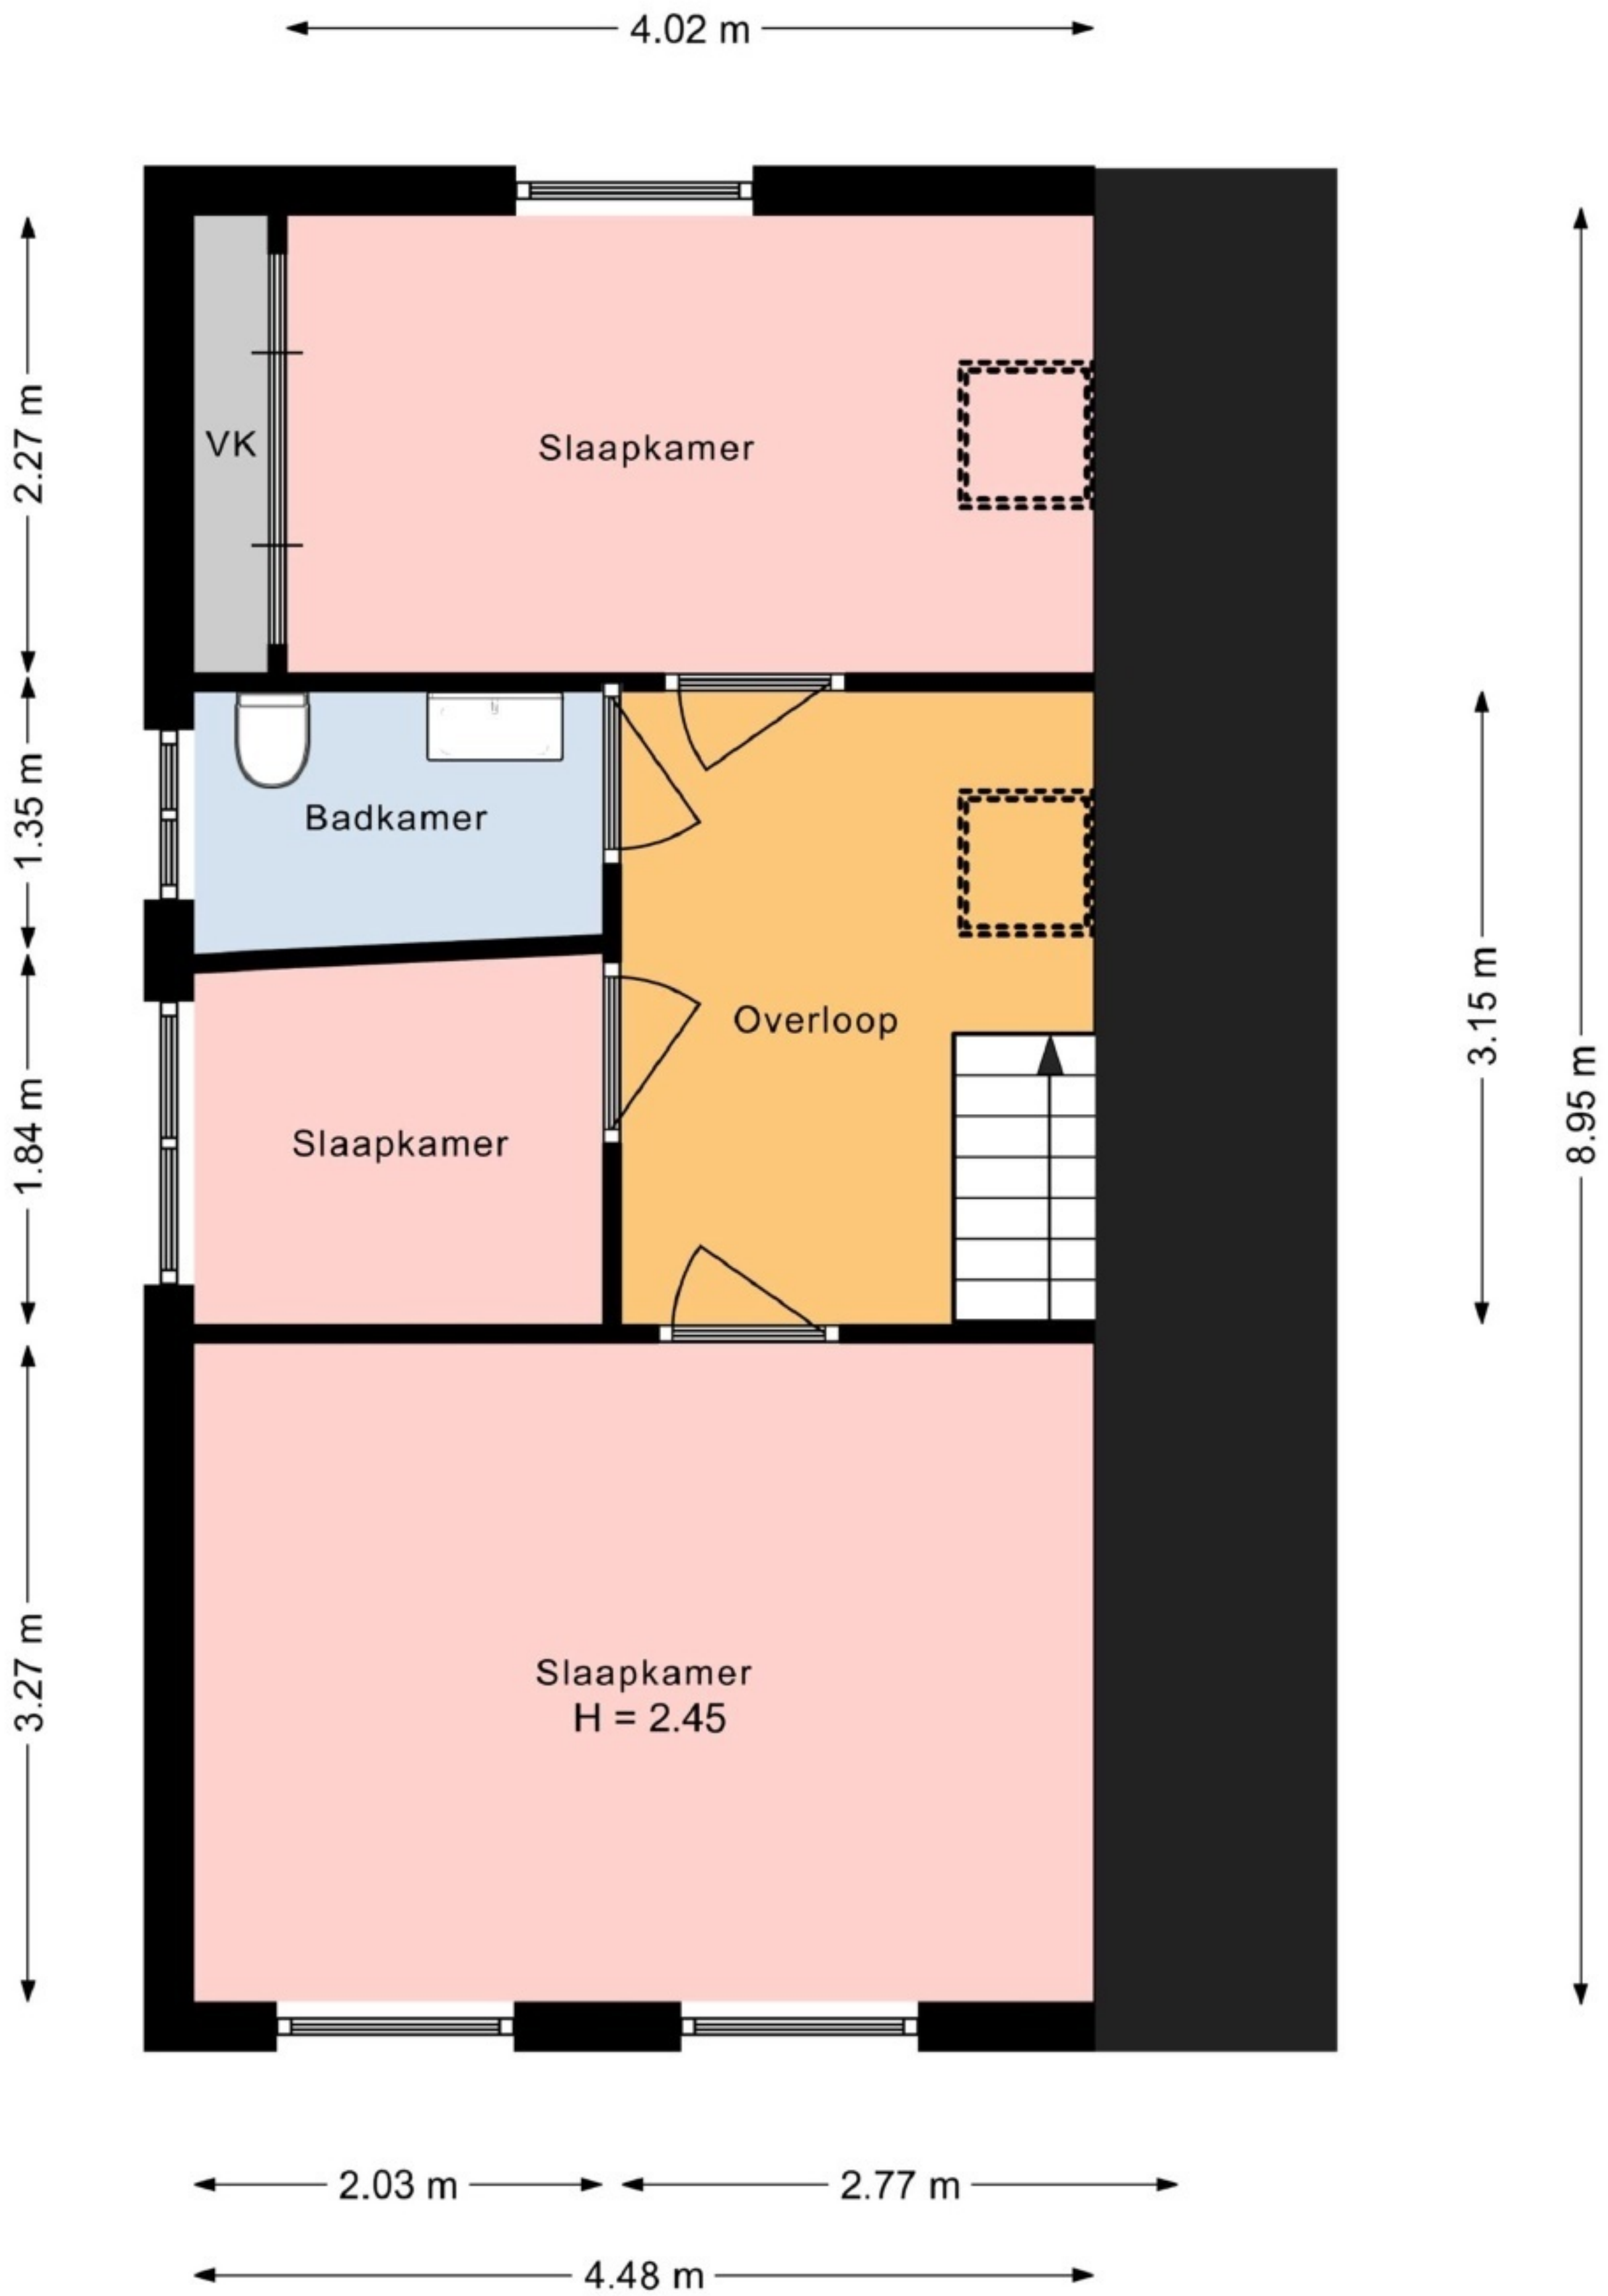 4.02 m
2.27 m
VK
Slaapkamer
1.35 m
Badkamer
Overloop
3.15 m
8.95 m
1.84 m
Slaapkamer
3.27 m
Slaapkamer
H = 2.45
2.03 m
2.77 m
4.48 m